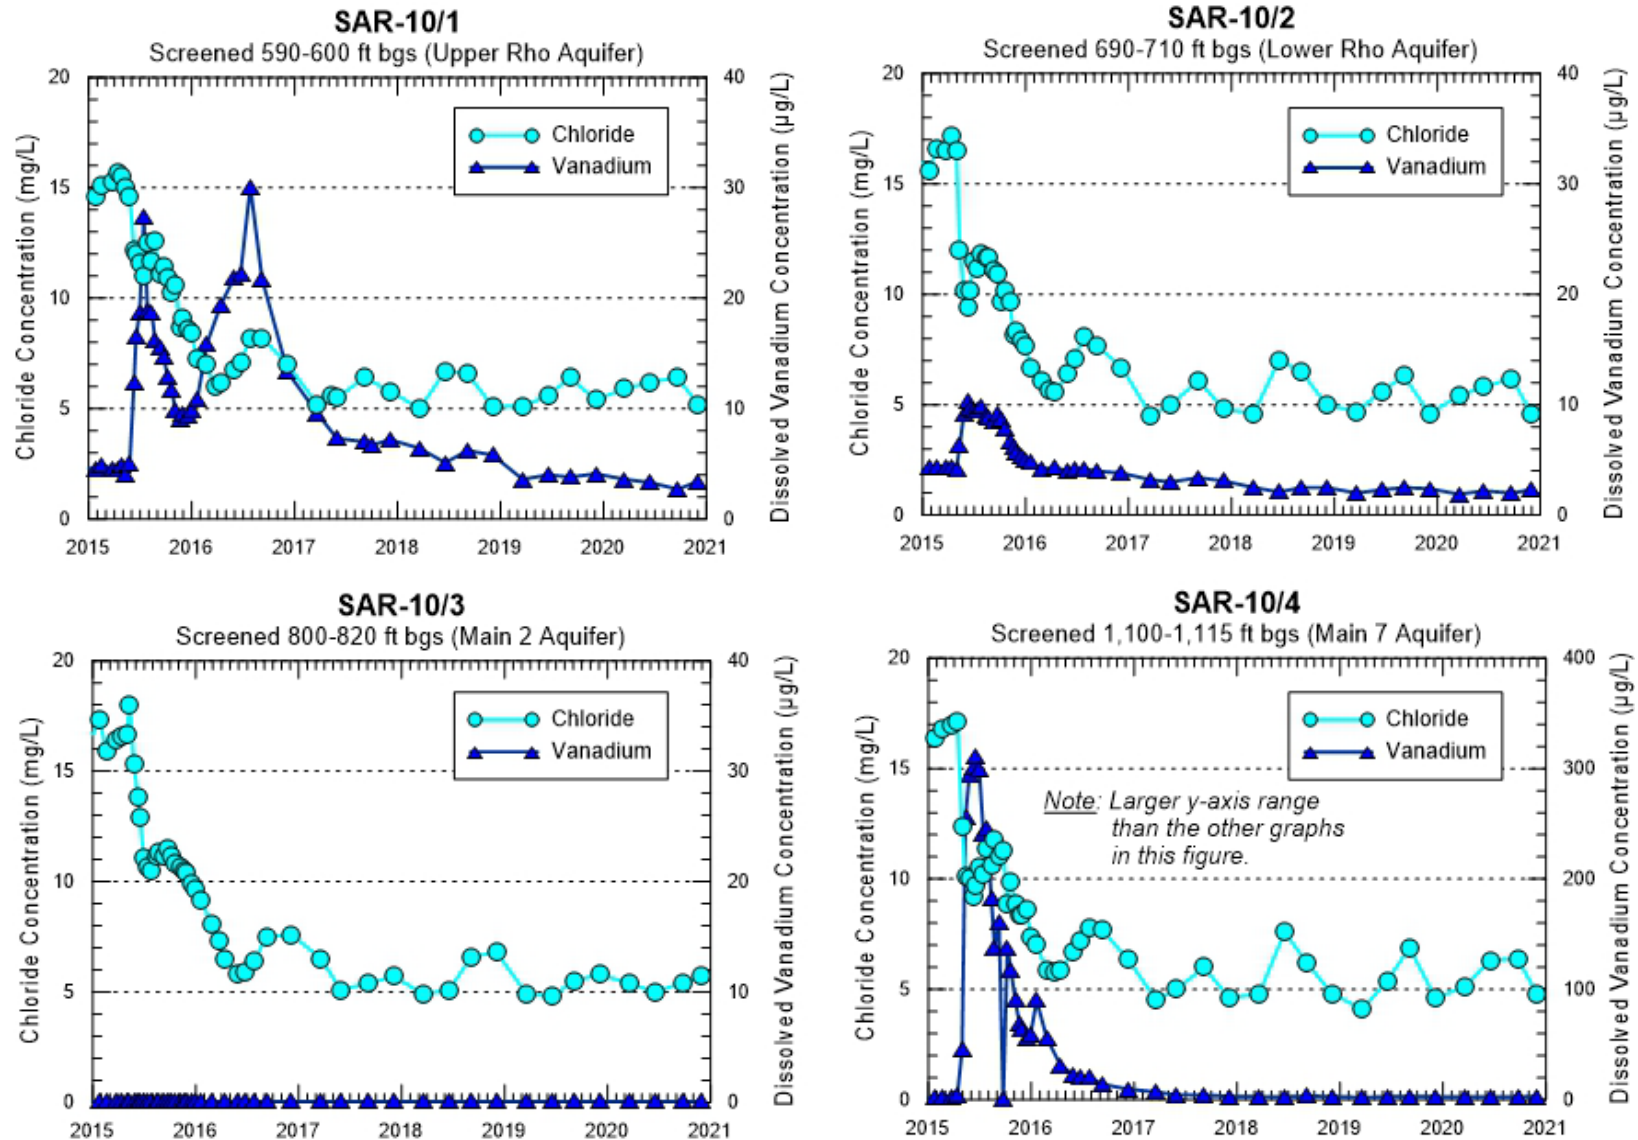 SAR-10/1
Screened 590-600 ft bgs (Upper Rho Aquifer)
Chloride Concentration (mg/L)
20
15
10
5
0
Chloride
Vanadium
40
30
20
10
0
Dissolved Vanadium Concentration (µg/L)
2015 2016 2017 2018 2019 2020 2021
SAR-10/2
Screened 690-710 ft bgs (Lower Rho Aquifer)
Chloride Concentration (mg/L)
20
15
10
5
0
Chloride
Vanadium
40
30
20
10
0
Dissolved Vanadium Concentration (µg/L)
2015 2016 2017 2018 2019 2020 2021
SAR-10/3
Screened 800-820 ft bgs (Main 2 Aquifer)
Chloride Concentration (mg/L)
20
15
10
5
0
Chloride
Vanadium
40
30
20
10
0
Dissolved Vanadium Concentration (µg/L)
2015 2016 2017 2018 2019 2020 2021
SAR-10/4
Screened 1,100-1,115 ft bgs (Main 7 Aquifer)
Chloride Concentration (mg/L)
20
15
10
5
0
Chloride
Vanadium
Note: Larger y-axis range
than the other graphs
in this figure.
400
300
200
100
0
Dissolved Vanadium Concentration (µg/L)
2015 2016 2017 2018 2019 2020 2021